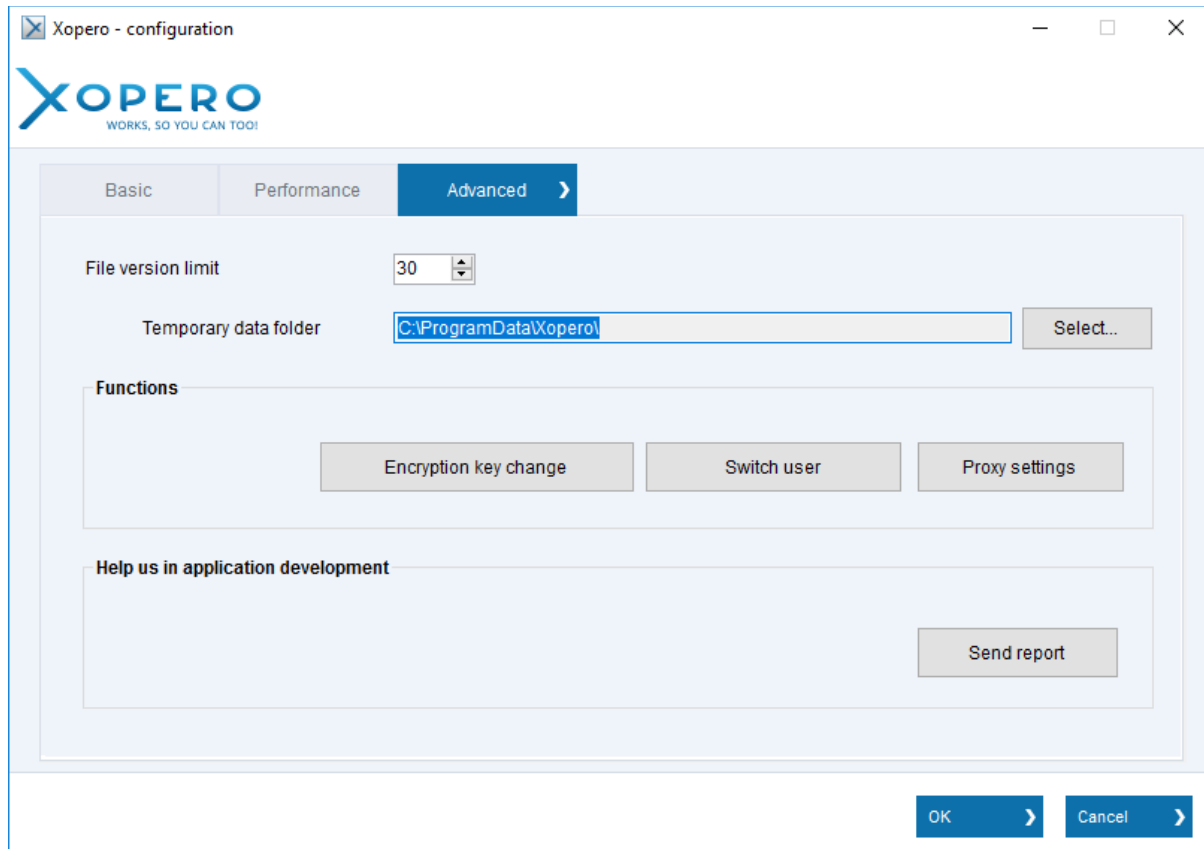 Xopero - configuration
XOPERO
WORKS, SO YOU CAN TOO!
Basic Performance Advanced
File version limit 30
Temporary data folder C:\ProgramData\Xopero\ Select...
Functions
Encryption key change Switch user Proxy settings
Help us in application development
Send report
OK Cancel